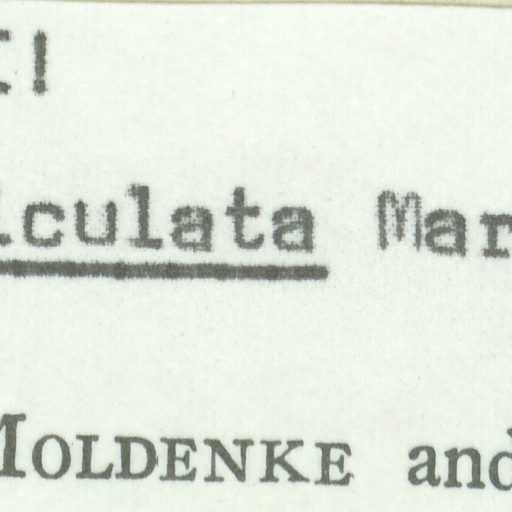 I!
iculata Mar
MOLDENKE and